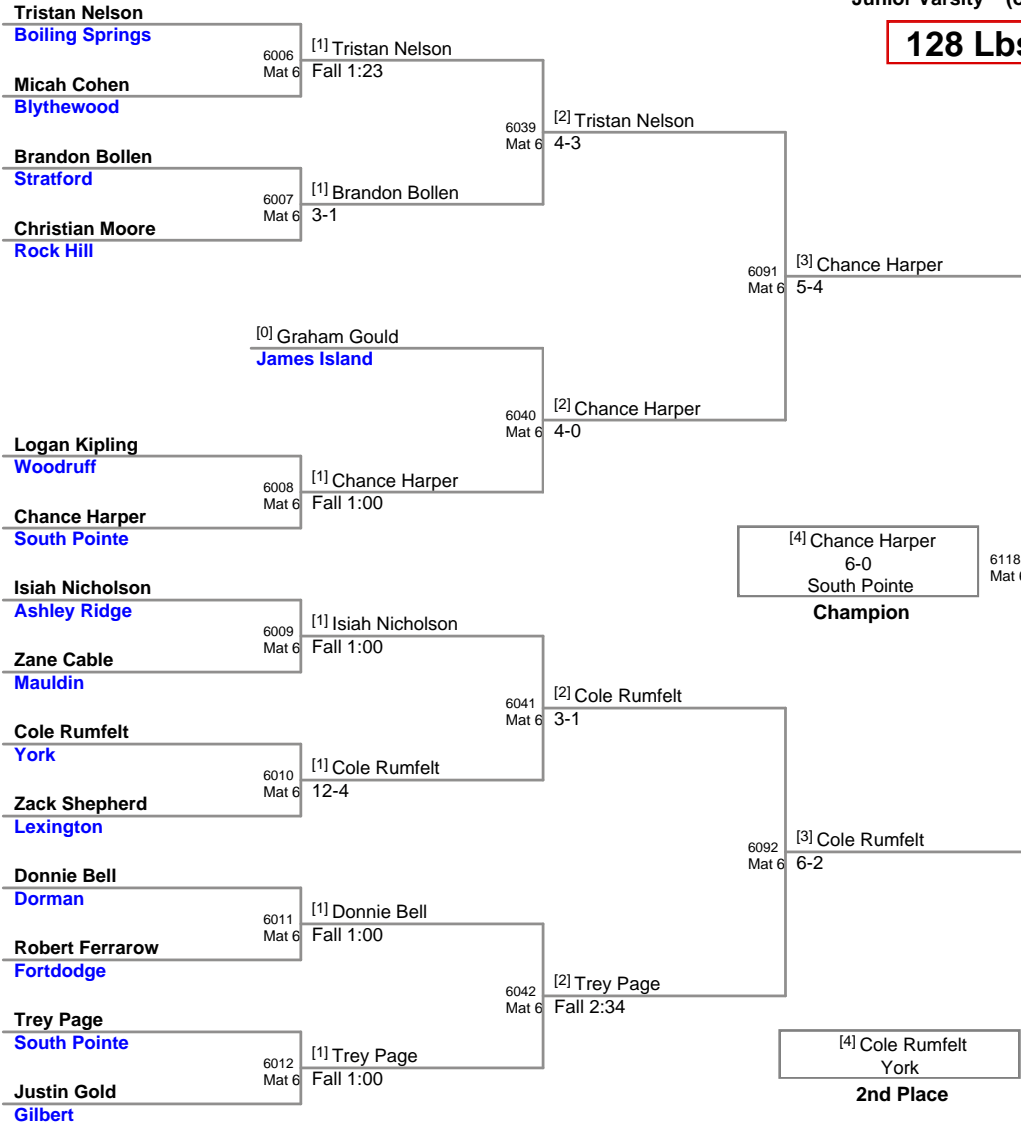 Junior Varsity
128 Lbs
Tristan Nelson
Boiling Springs
6006
Mat 6
[1] Tristan Nelson
Fall 1:23
Micah Cohen
Blythewood
6039
Mat 6
[2] Tristan Nelson
4-3
Brandon Bollen
Stratford
6007
Mat 6
[1] Brandon Bollen
3-1
Christian Moore
Rock Hill
6091
Mat 6
[3] Chance Harper
5-4
[0] Graham Gould
James Island
6040
Mat 6
[2] Chance Harper
4-0
Logan Kipling
Woodruff
6008
Mat 6
[1] Chance Harper
Fall 1:00
Chance Harper
South Pointe
[4] Chance Harper
6-0
South Pointe
Champion
6118
Mat 6
Isiah Nicholson
Ashley Ridge
6009
Mat 6
[1] Isiah Nicholson
Fall 1:00
Zane Cable
Mauldin
6041
Mat 6
[2] Cole Rumfelt
3-1
Cole Rumfelt
York
6010
Mat 6
[1] Cole Rumfelt
12-4
Zack Shepherd
Lexington
6092
Mat 6
[3] Cole Rumfelt
6-2
Donnie Bell
Dorman
6011
Mat 6
[1] Donnie Bell
Fall 1:00
Robert Ferrarow
Fortdodge
6042
Mat 6
[2] Trey Page
Fall 2:34
Trey Page
South Pointe
6012
Mat 6
[1] Trey Page
Fall 1:00
Justin Gold
Gilbert
[4] Cole Rumfelt
York
2nd Place